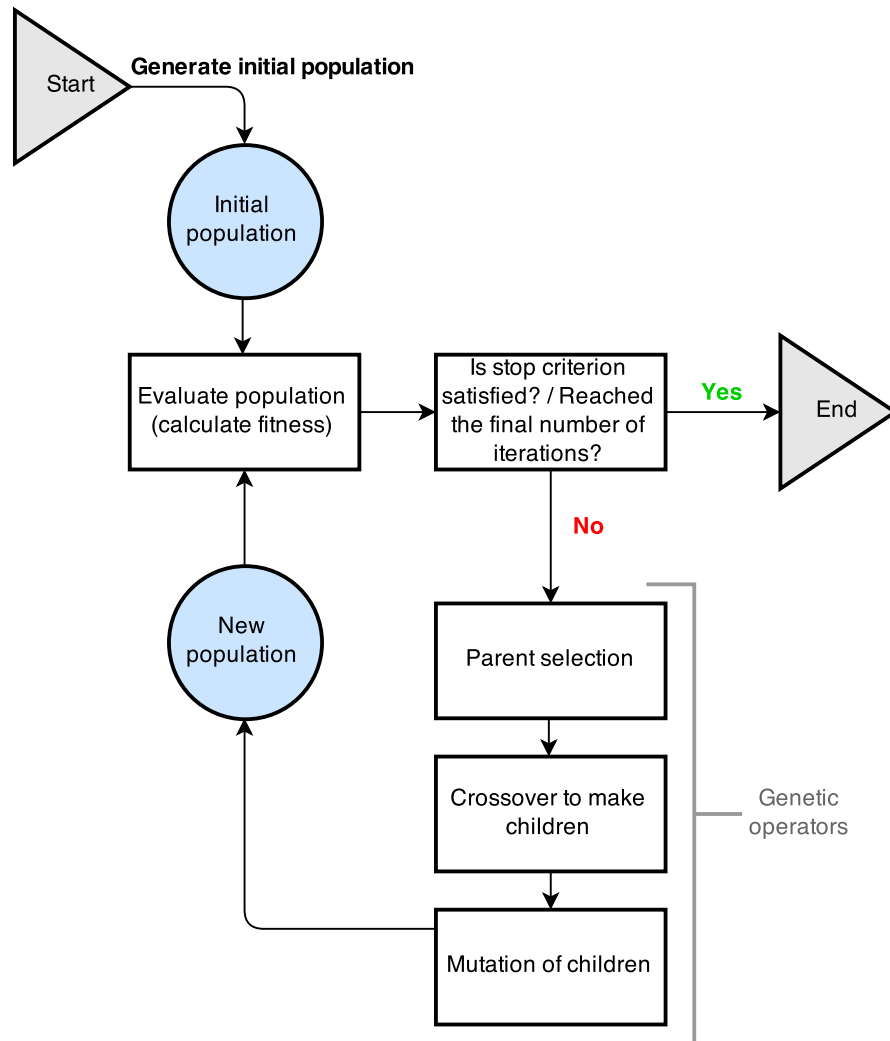 Start
Generate initial population
Initial
population
Evaluate population
(calculate fitness)
Is stop criterion
satisfied? / Reached
the final number of
iterations?
Yes
End
No
New
population
Parent selection
Crossover to make
children
Genetic
operators
Mutation of children